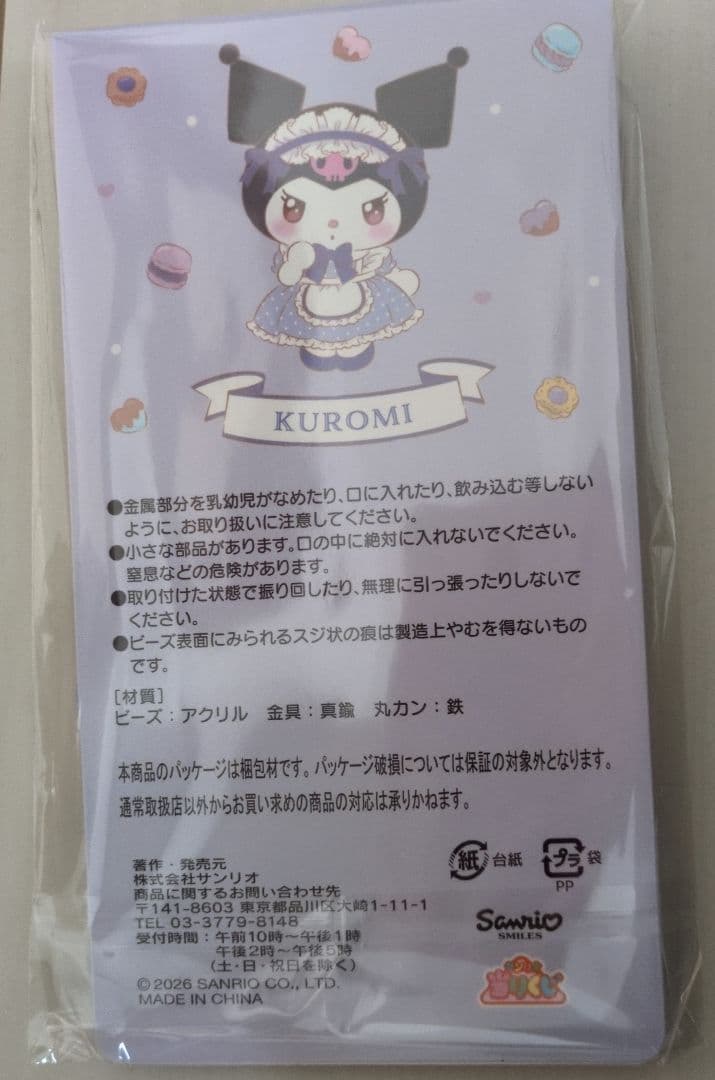 KUROMI
●金属部分を乳幼児がなめたり、口に入れたり、飲み込む等しない
ように、お取り扱いに注意してください。
●小さな部品があります。口の中に絶対に入れないでください。
窒息などの危険があります。
●取り付けた状態で振り回したり、無理に引っ張ったりしないで
ください。
●ビーズ表面にみられるスジ状の痕は製造上やむを得ないもの
です。
[材質]
ビーズ：アクリル 金具：真鍮 丸カン：鉄
本商品のパッケージは梱包材です。パッケージ破損については保証の対象外となります。
通常取扱店以外からお買い求めの商品の対応は承りかねます。
紙 台紙 プラ 袋
PP
著作・発売元
株式会社サンリオ
商品に関するお問い合わせ先
〒141-8603 東京都品川区大崎1-11-1
TEL 03-3779-8148
受付時間：午前10時～午後1時
午後2時～午後5時
(土・日・祝日を除く)
©2026 SANRIO CO., LTD.
MADE IN CHINA
Sanrio
SMILES
当りくじ